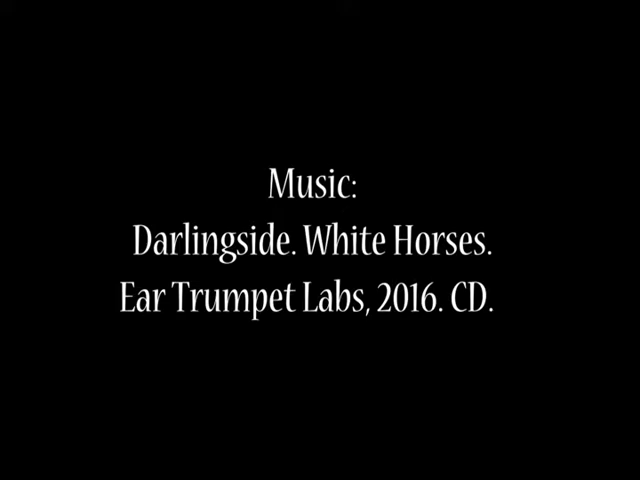 Music:
Darlingside. White Horses.
Ear Trumpet Labs, 2016. CD.